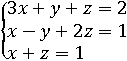 3x + y + z = 2
x − y + 2z = 1
x + z = 1